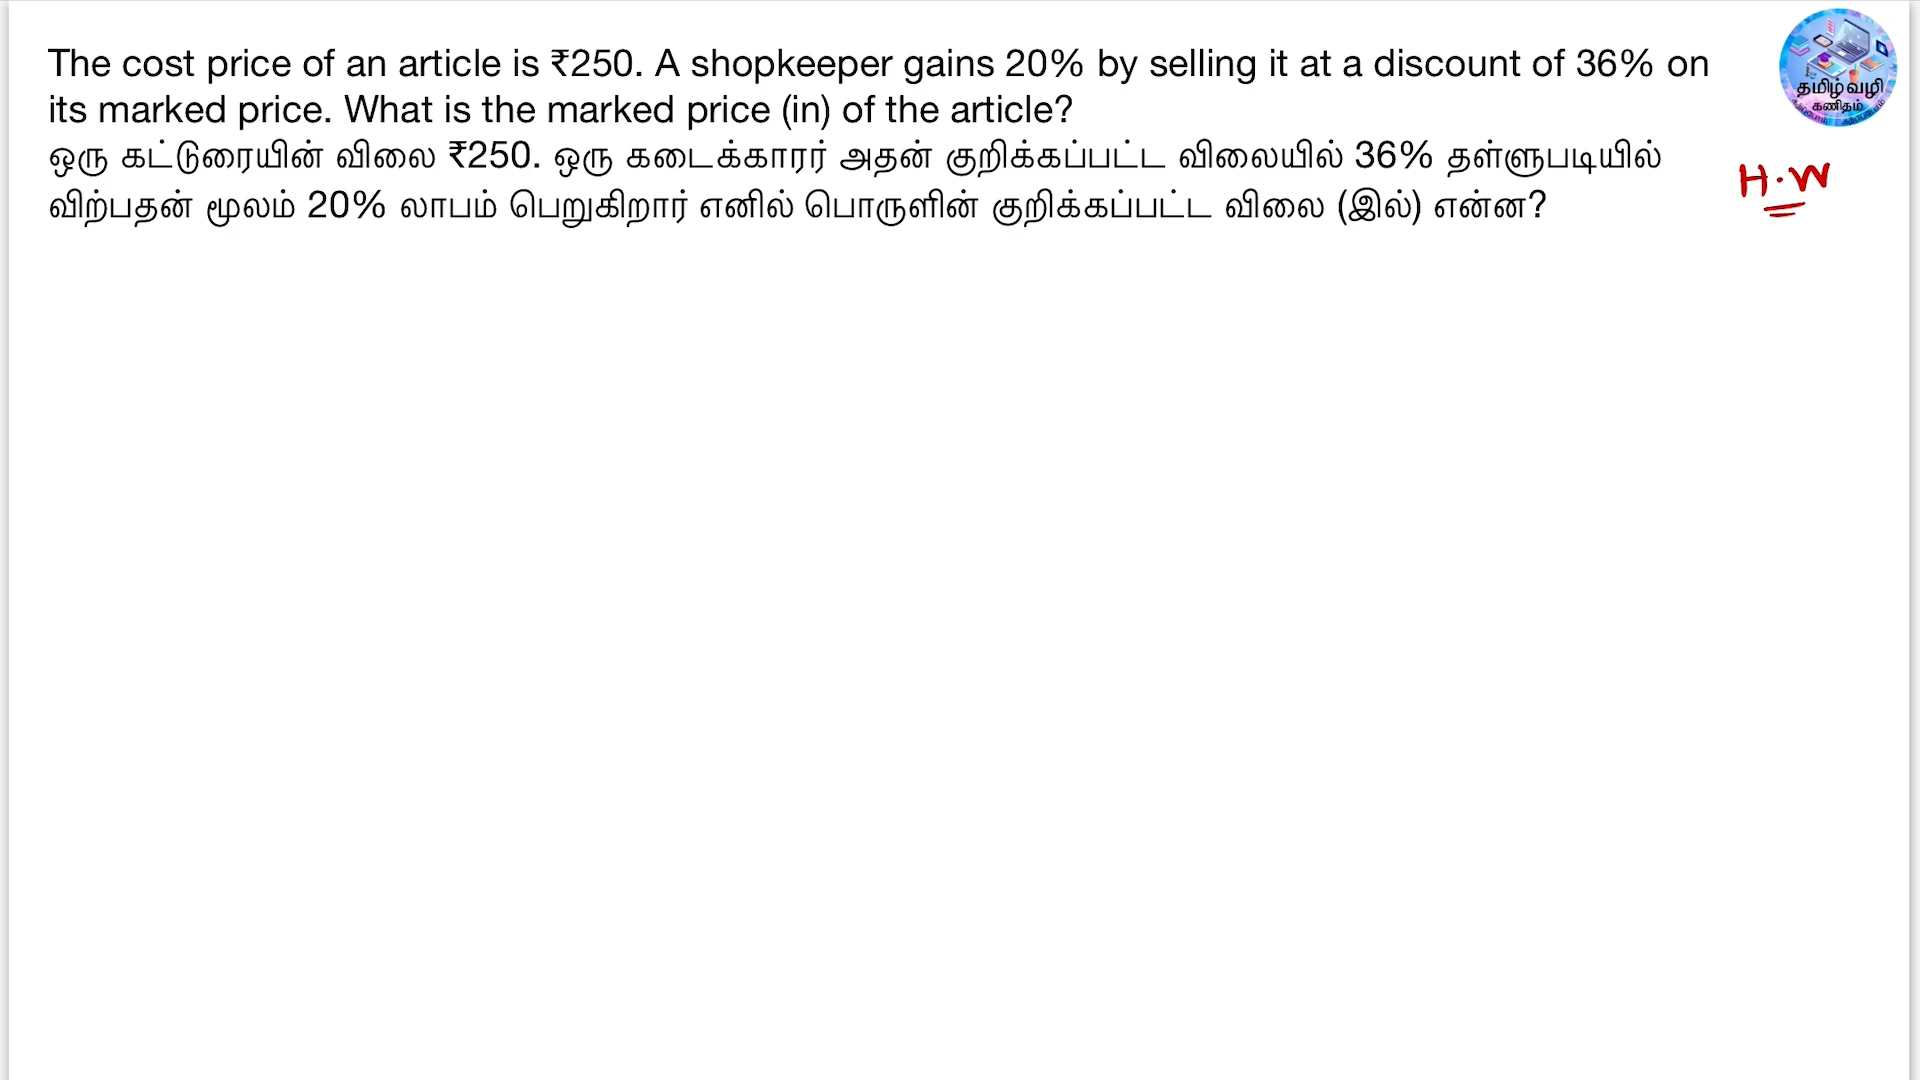 The cost price of an article is ₹250. A shopkeeper gains 20% by selling it at a discount of 36% on
its marked price. What is the marked price (in) of the article?
ஒரு கட்டுரையின் விலை ₹250. ஒரு கடைக்காரர் அதன் குறிக்கப்பட்ட விலையில் 36% தள்ளுபடியில்
விற்பதன் மூலம் 20% லாபம் பெறுகிறார் எனில் பொருளின் குறிக்கப்பட்ட விலை (இல்) என்ன?
தமிழ் வழி
கணிதம்
H.W